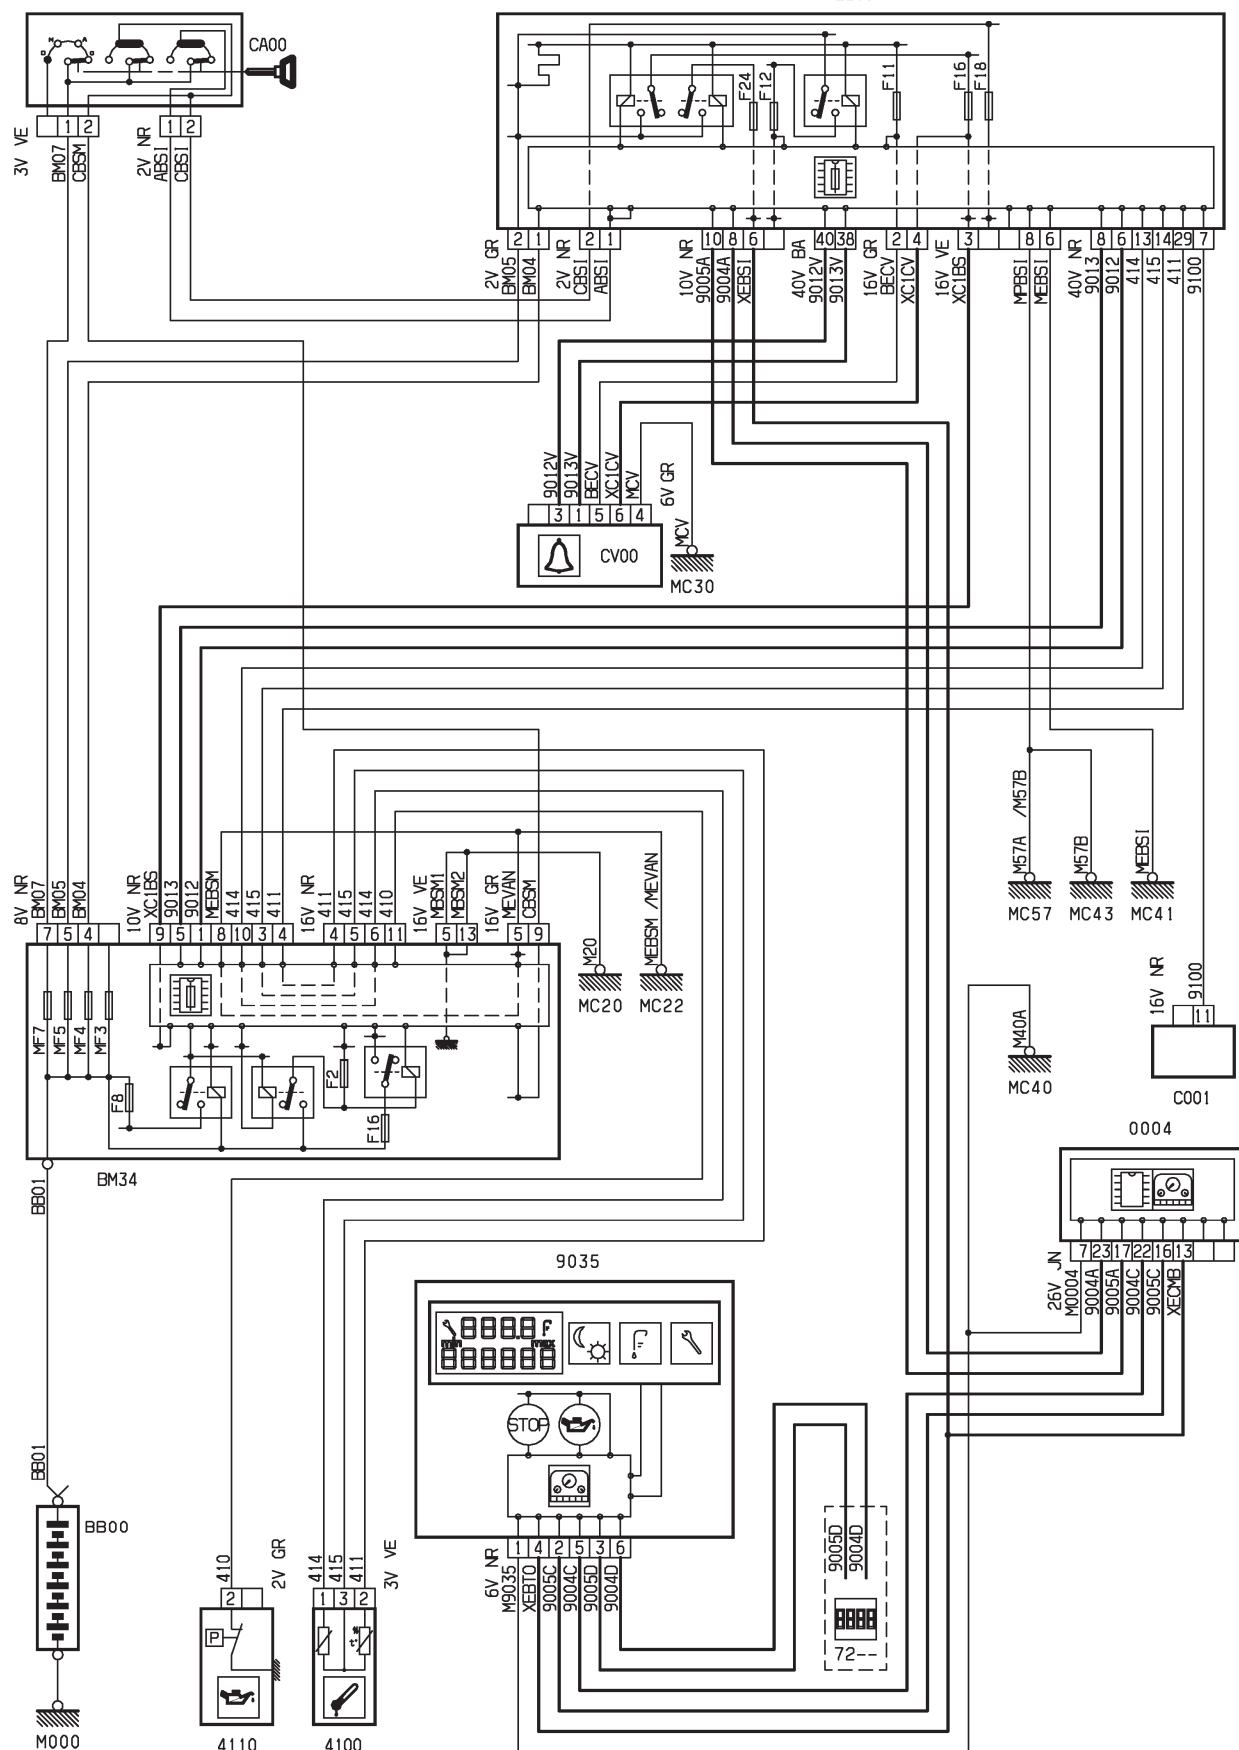 CA00
N
A
D
G
3V VE
1
2
BM07
CBSM
2V NR
1
2
ABSI
CBSI
F24
F12
F11
F16
F18
2V GR
2
1
BM05
BM04
2V NR
2
1
CBSI
ABSI
10V NR
10
8
6
9005A
9004A
XEBSI
40V BA
40
38
9012V
9013V
16V GR
2
4
BECV
XC1CV
16V VE
3
XC1BS
8
6
MPBSI
MEBSI
40V NR
8
6
13
14
29
7
9013
9012
414
415
411
9100
9012V
9013V
BECV
XC1CV
MCV
6V GR
3
1
5
6
4
CV00
MCV
MC30
M57A /M57B
M57B
MEBSI
MC57
MC43
MC41
8V NR
BM07
BM05
BM04
7
5
4
10V NR
XC1BS
9013
9012
MEBSM
414
415
411
9
5
1
8
10
3
4
16V NR
411
415
414
410
4
5
6
11
16V VE
MBSM1
MBSM2
5
13
16V GR
MEVAN
CBSM
5
9
M20
MC20
MEBSM /MEVAN
MC22
MF7
MF5
MF4
MF3
F8
F2
F16
BM34
16V NR
9100
11
C001
M40A
MC40
0004
26V JN
7
23
17
22
16
13
M0004
9004A
9005A
9004C
9005C
XECMB
BB01
BB01
BB00
M000
9035
min
max
STOP
6V NR
1
4
2
5
3
6
M9035
XEBTO
9005C
9004C
9005D
9004D
9005D
9004D
72--
410
2V GR
2
P
4110
414
415
411
3V VE
1
3
2
t°
4100